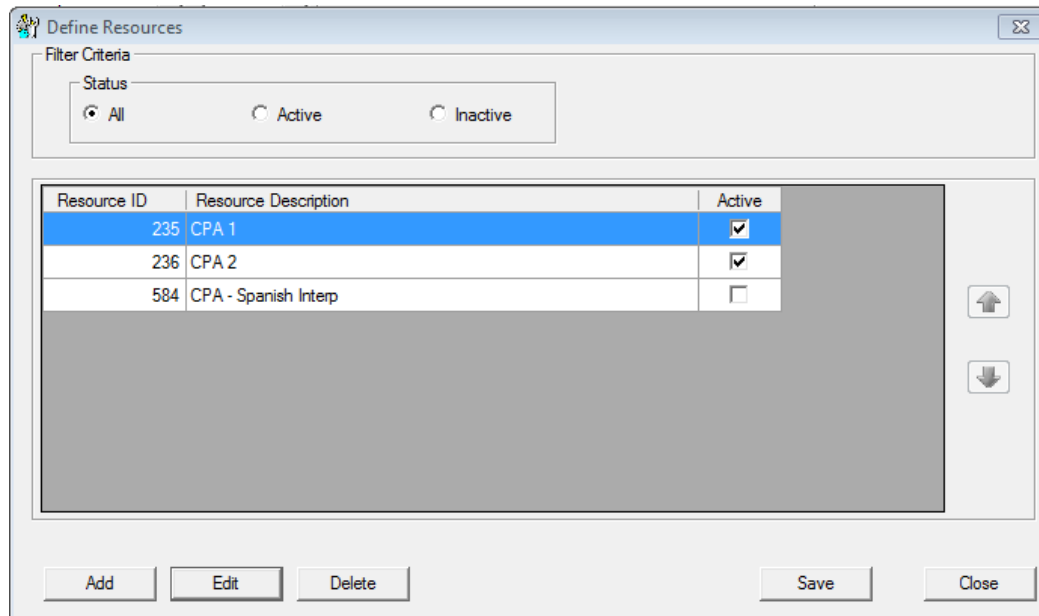 Define Resources
Filter Criteria
Status
All Active Inactive
Resource ID Resource Description Active
235 CPA 1
236 CPA 2
584 CPA - Spanish Interp
Add Edit Delete Save Close